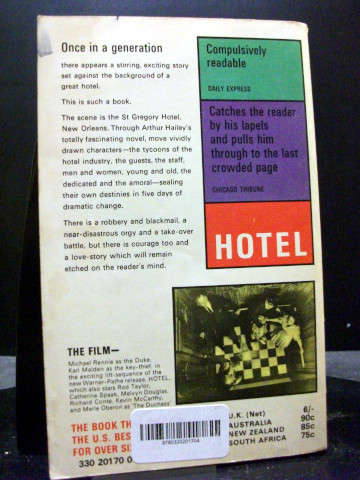 Once in a generation
there appears a stirring, exciting story
set against the background of a
great hotel.
This is such a book.
The scene is the St Gregory Hotel,
New Orleans. Through Arthur Hailey's
totally fascinating novel, move vividly
drawn characters—the tycoons of the
hotel industry, the guests, the staff,
men and women, young and old, the
dedicated and the amoral—sealing
their own destinies in five days of
dramatic change.
There is a robbery and blackmail, a
near-disastrous orgy and a take-over
battle, but there is courage too and
a love-story which will remain
etched on the reader's mind.
Compulsively
readable
DAILY EXPRESS
Catches the reader
by his lapels
and pulls him
through to the last
crowded page
CHICAGO TRIBUNE
HOTEL
THE FILM—
Michael Rennie as the Duke,
Karl Malden as the key-thief, in
the exciting lift-sequence of the
new Warner-Pathe release, HOTEL,
which also stars Rod Taylor,
Catherine Spaak, Melvyn Douglas,
Richard Conte, Kevin McCarthy,
and Merle Oberon as 'The Duchess'
THE BOOK TH
THE U.S. BES
FOR OVER SI
330 20170 0
9780330201704
U.K. (Net) 6/-
AUSTRALIA 90c
NEW ZEALAND 85c
SOUTH AFRICA 75c